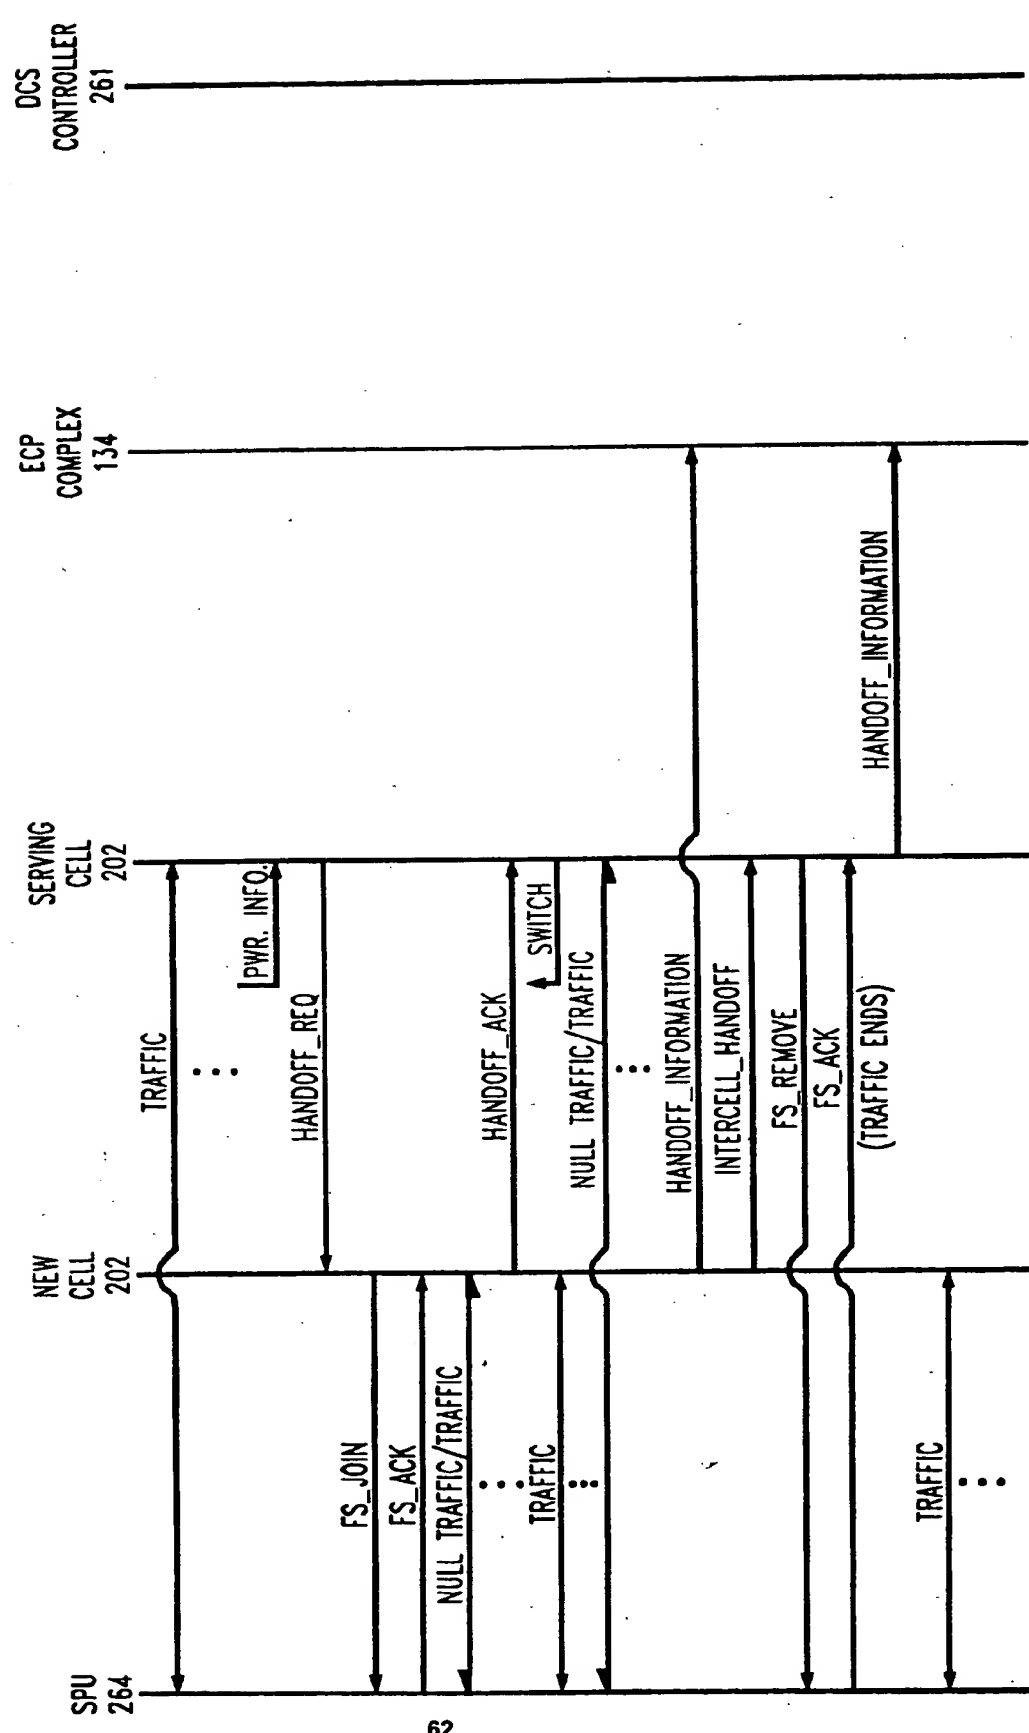 SPU
264
NEW
CELL
202
SERVING
CELL
202
ECP
COMPLEX
134
DCS
CONTROLLER
261
TRAFFIC
PWR. INFO.
HANDOFF_REQ
FS_JOIN
FS_ACK
NULL TRAFFIC/TRAFFIC
HANDOFF_ACK
TRAFFIC
SWITCH
NULL TRAFFIC/TRAFFIC
HANDOFF_INFORMATION
INTERCELL_HANDOFF
FS_REMOVE
FS_ACK
(TRAFFIC ENDS)
HANDOFF_INFORMATION
TRAFFIC
62